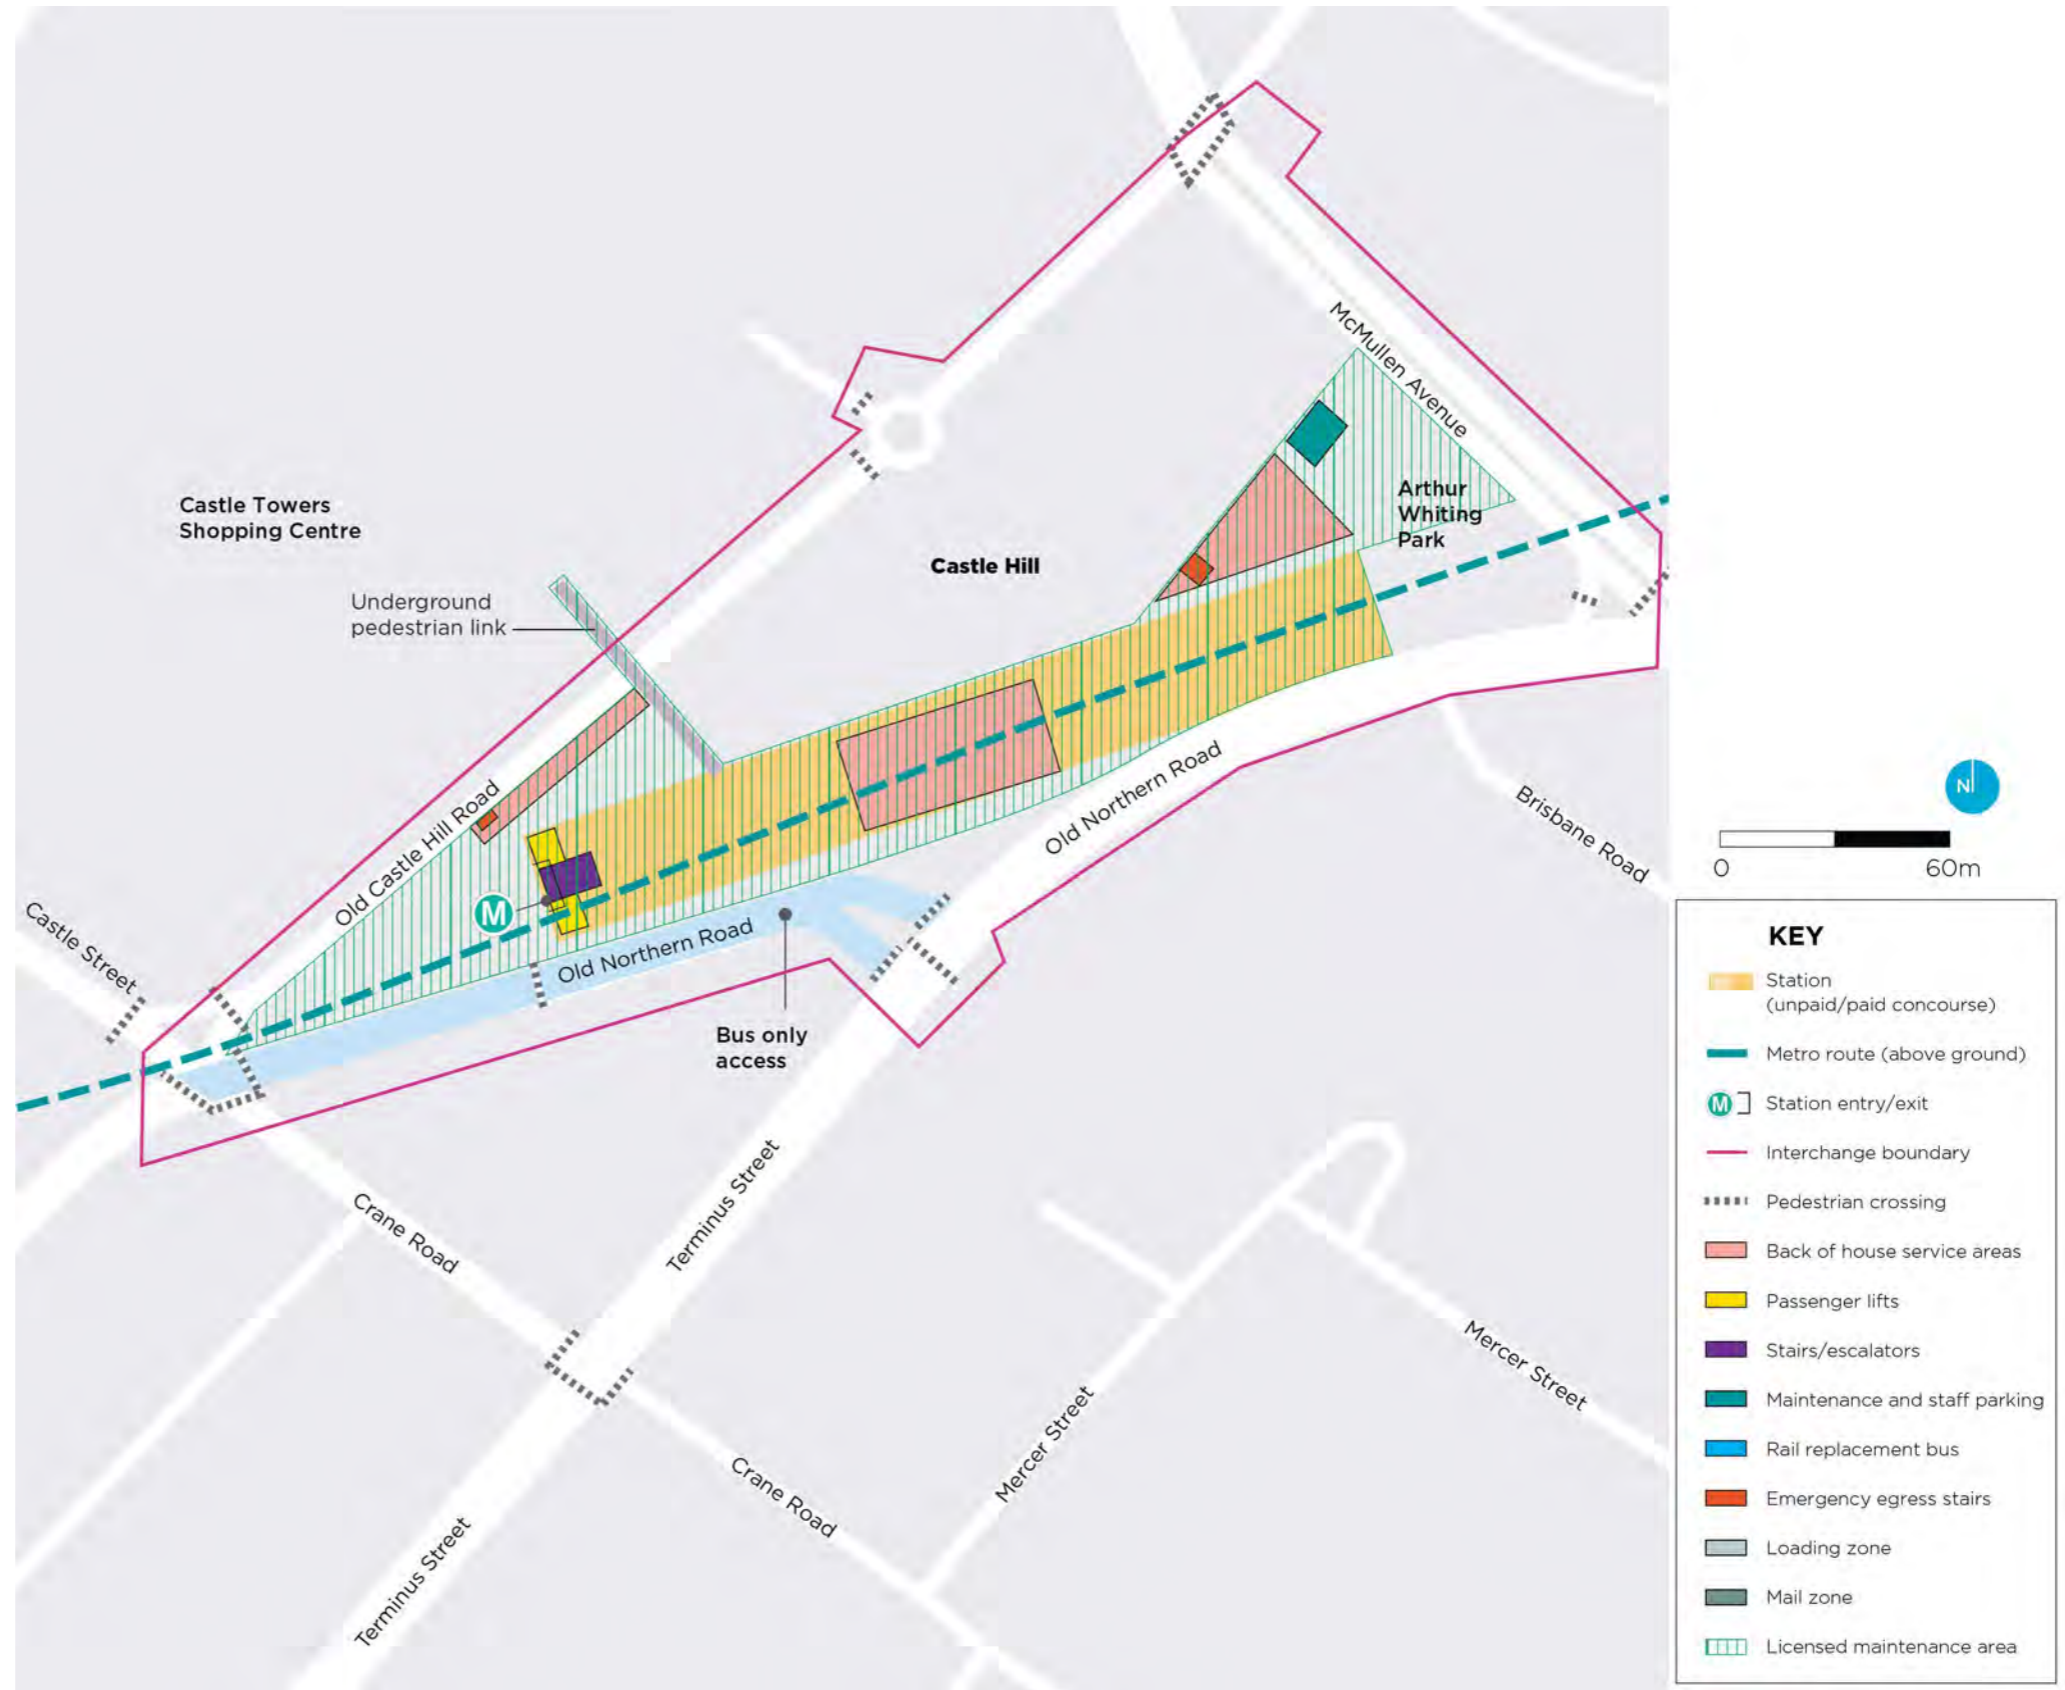 McMullen Avenue
Castle Towers
Shopping Centre
Arthur
Whiting
Park
Castle Hill
Underground
pedestrian link
Old Castle Hill Road
Old Northern Road
Brisbane Road
Castle Street
M
Old Northern Road
Bus only
access
Crane Road
Terminus Street
Mercer Street
Mercer Street
Crane Road
Terminus Street
N
0 60m
KEY
Station
(unpaid/paid concourse)
Metro route (above ground)
M Station entry/exit
Interchange boundary
Pedestrian crossing
Back of house service areas
Passenger lifts
Stairs/escalators
Maintenance and staff parking
Rail replacement bus
Emergency egress stairs
Loading zone
Mail zone
Licensed maintenance area